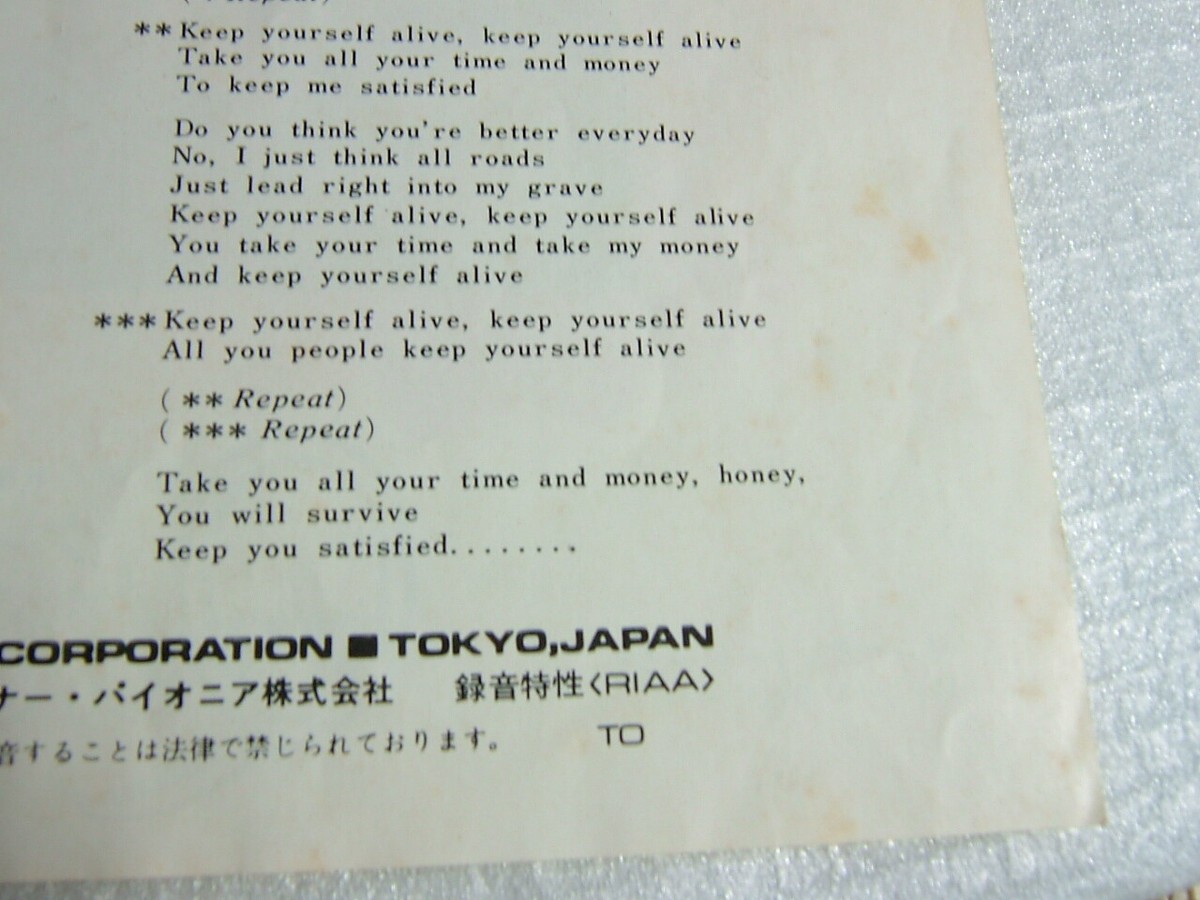 ** Keep yourself alive, keep yourself alive
Take you all your time and money
To keep me satisfied
Do you think you're better everyday
No, I just think all roads
Just lead right into my grave
Keep yourself alive, keep yourself alive
You take your time and take my money
And keep yourself alive
*** Keep yourself alive, keep yourself alive
All you people keep yourself alive
( ** Repeat)
( *** Repeat)
Take you all your time and money, honey,
You will survive
Keep you satisfied........
CORPORATION ■ TOKYO,JAPAN
ナー・パイオニア株式会社 録音特性〈RIAA〉
音することは法律で禁じられております。 TO